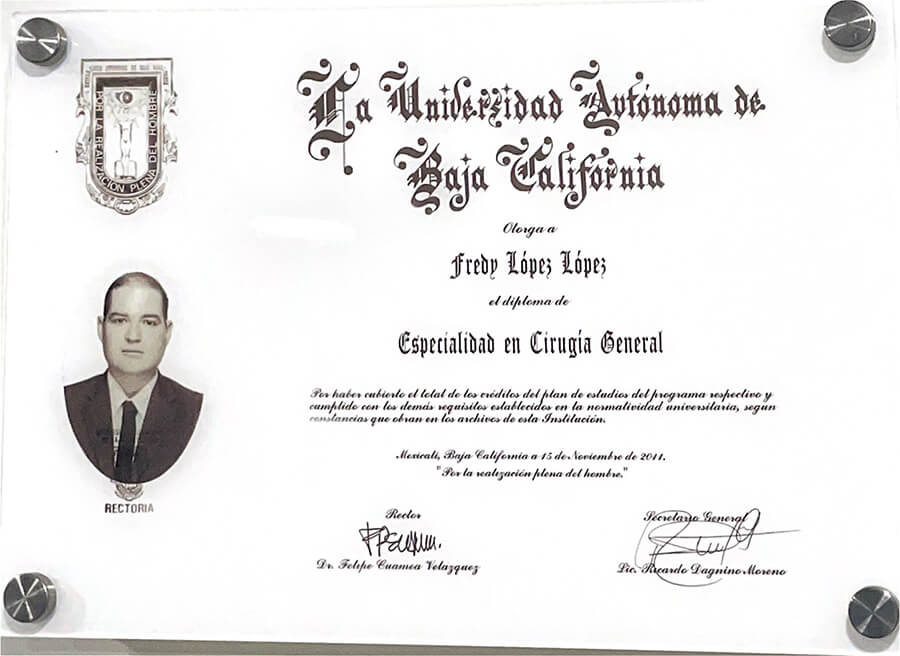 POR LA REALIZACION PLENA DEL HOMBRE
La Universidad Autónoma de
Baja California
Otorga a
Fredy López López
el diploma de
Especialidad en Cirugía General
Por haber cubierto el total de los créditos del plan de estudios del programa respectivo y
cumplido con los demás requisitos establecidos en la normatividad universitaria, según
constancias que obran en los archivos de esta Institución.
Mexicali, Baja California a 15 de Noviembre de 2011.
"Por la realización plena del hombre."
RECTORIA
Rector
Dr. Felipe Cuamea Velazquez
Secretario General
Lic. Ricardo Dagnino Moreno